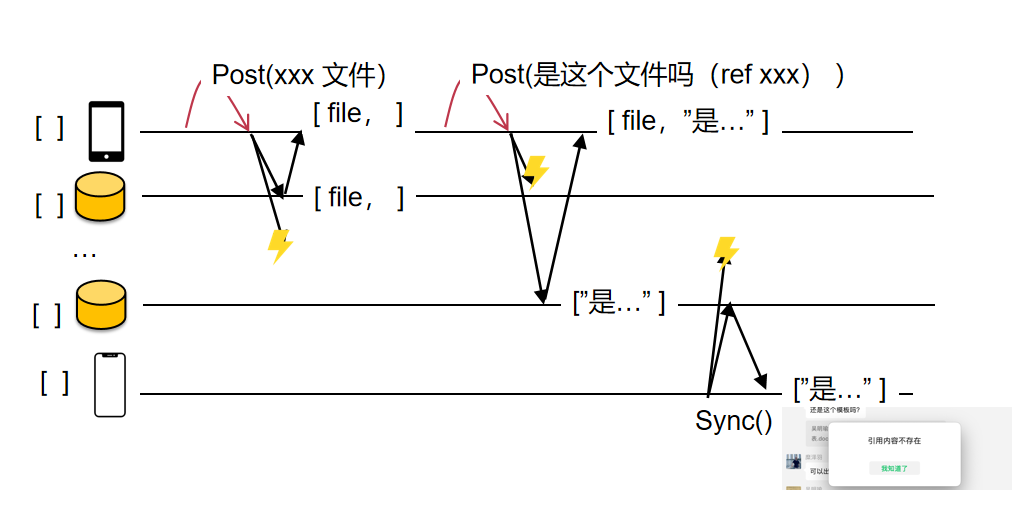 Post(xxx 文件)
Post(是这个文件吗（ref xxx） )
[ ]
[ file， ]
[ file，”是…” ]
[ ]
[ file， ]
…
[ ]
[”是…” ]
[ ]
[”是…” ]
Sync()
还是这个模板吗?
引用内容不存在
我知道了
可以出